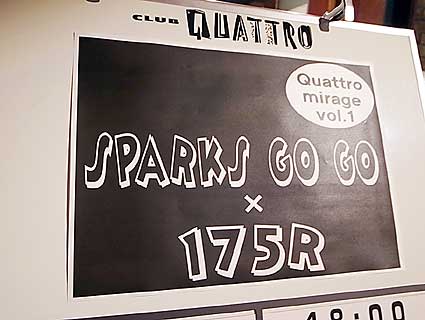 CLUB QUATTRO
Quattro
mirage
vol.1
SPARKS GO GO
×
175R
18:00